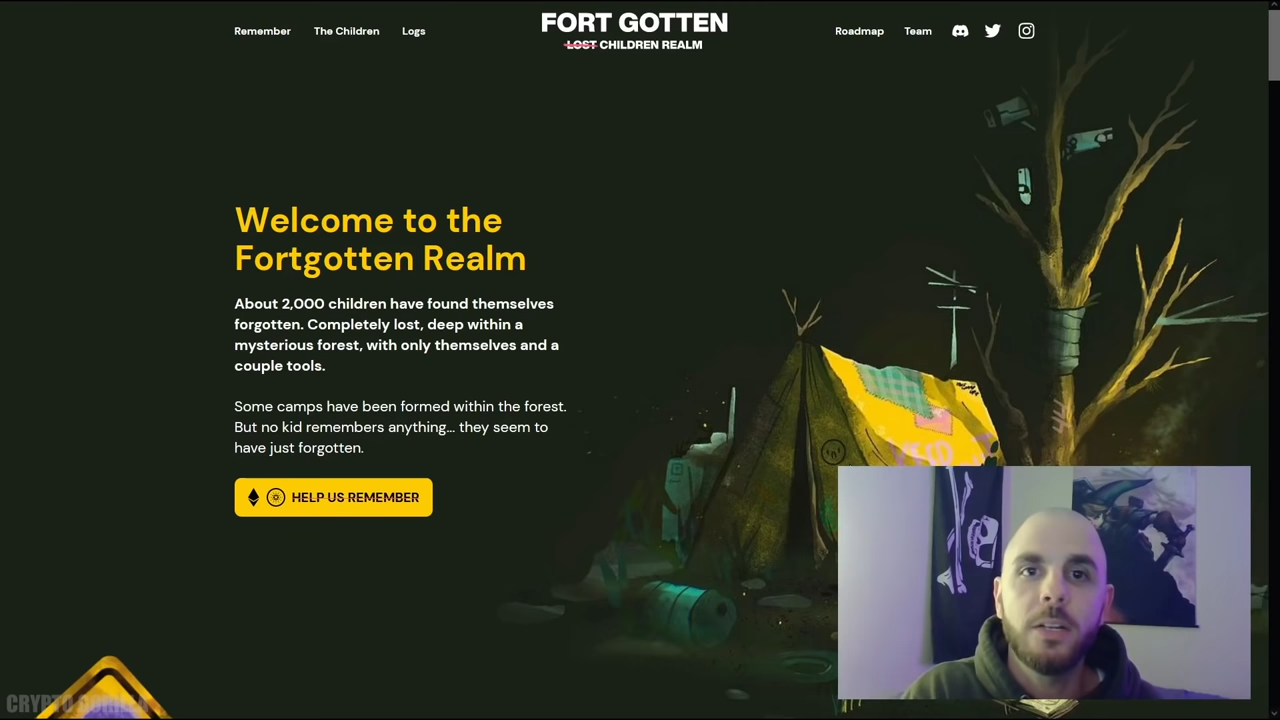 Remember
The Children
Logs
FORT GOTTEN
LOST CHILDREN REALM
Roadmap
Team
Welcome to the
Fortgotten Realm
About 2,000 children have found themselves
forgotten. Completely lost, deep within a
mysterious forest, with only themselves and a
couple tools.
Some camps have been formed within the forest.
But no kid remembers anything... they seem to
have just forgotten.
HELP US REMEMBER
CRYPTO GORILLA